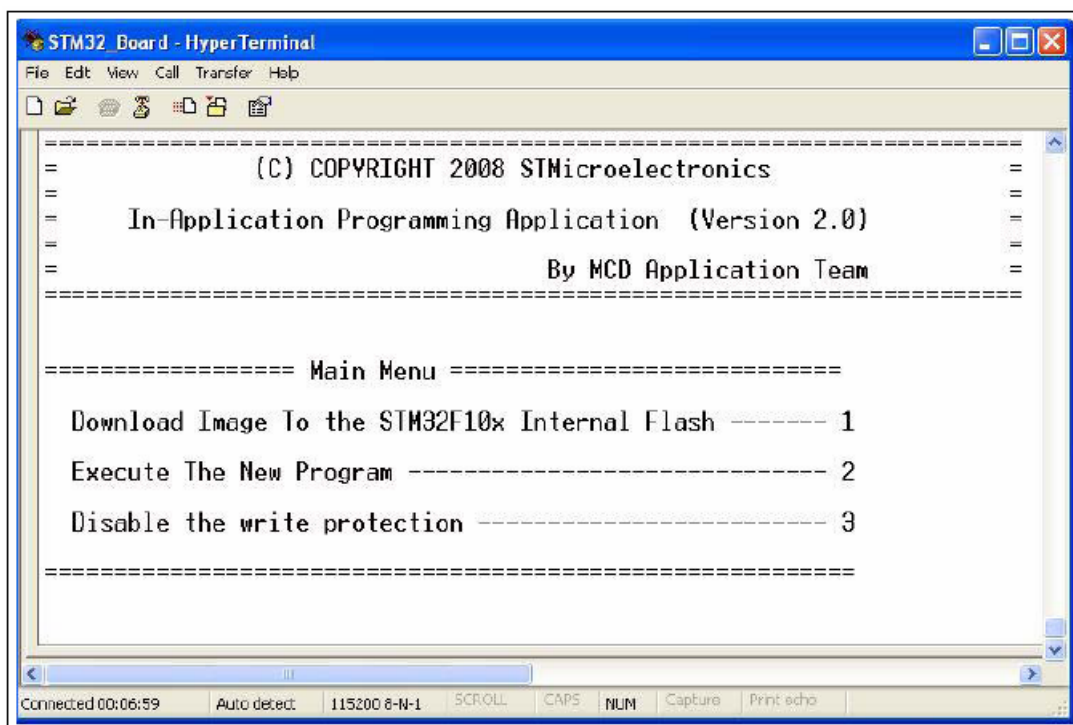 STM32_Board - HyperTerminal
File Edit View Call Transfer Help
==============================================================================
= (C) COPYRIGHT 2008 STMicroelectronics =
= =
= In-Application Programming Application (Version 2.0) =
= =
= By MCD Application Team =
==============================================================================
================== Main Menu ============================
Download Image To the STM32F10x Internal Flash ------- 1
Execute The New Program ------------------------------ 2
Disable the write protection ------------------------- 3
==========================================================
Connected 00:06:59 Auto detect 115200 8-N-1 SCROLL CAPS NUM Capture Print echo